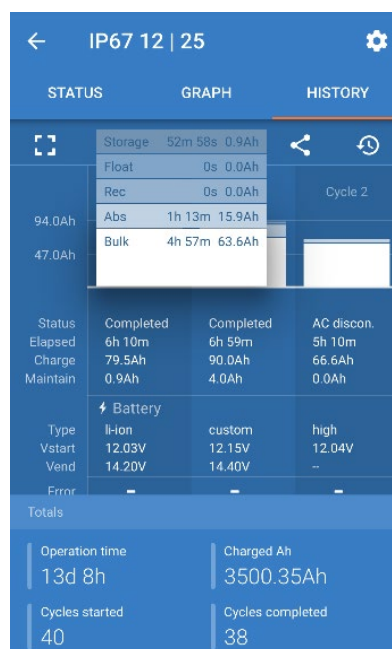 IP67 12 | 25
STATUS GRAPH HISTORY
Storage 52m 58s 0.9Ah
Float 0s 0.0Ah
Rec 0s 0.0Ah
Abs 1h 13m 15.9Ah
Bulk 4h 57m 63.6Ah
Cycle 2
94.0Ah
47.0Ah
Status Completed Completed AC discon.
Elapsed 6h 10m 6h 59m 5h 10m
Charge 79.5Ah 90.0Ah 66.6Ah
Maintain 0.9Ah 4.0Ah 0.0Ah
Battery
Type li-ion custom high
Vstart 12.03V 12.15V 12.04V
Vend 14.20V 14.40V --
Error – – –
Totals
Operation time Charged Ah
13d 8h 3500.35Ah
Cycles started Cycles completed
40 38